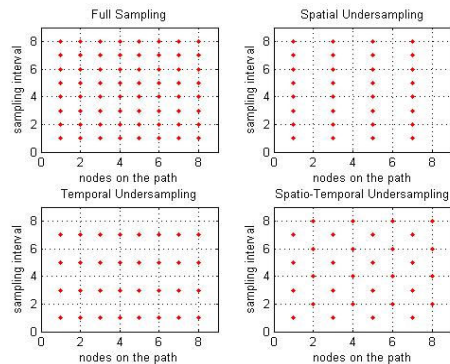 Full Sampling
8
6
4
2
0
sampling interval
0 2 4 6 8
nodes on the path
Spatial Undersampling
8
6
4
2
0
sampling interval
0 2 4 6 8
nodes on the path
Temporal Undersampling
8
6
4
2
0
sampling interval
0 2 4 6 8
nodes on the path
Spatio-Temporal Undersampling
8
6
4
2
0
sampling interval
0 2 4 6 8
nodes on the path